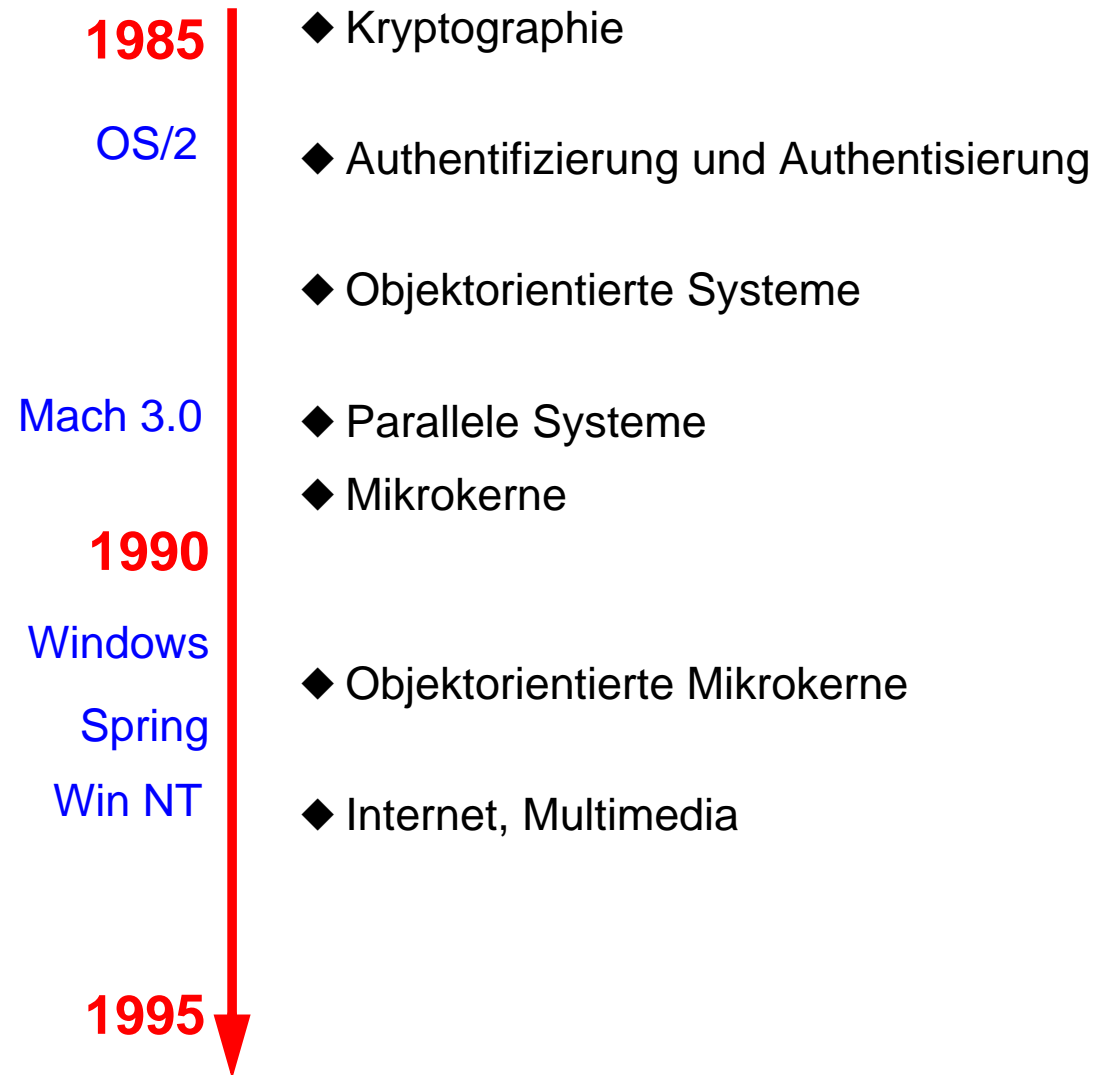 1985
◆ Kryptographie
OS/2
◆ Authentifizierung und Authentisierung
◆ Objektorientierte Systeme
Mach 3.0
◆ Parallele Systeme
◆ Mikrokerne
1990
Windows
◆ Objektorientierte Mikrokerne
Spring
Win NT
◆ Internet, Multimedia
1995